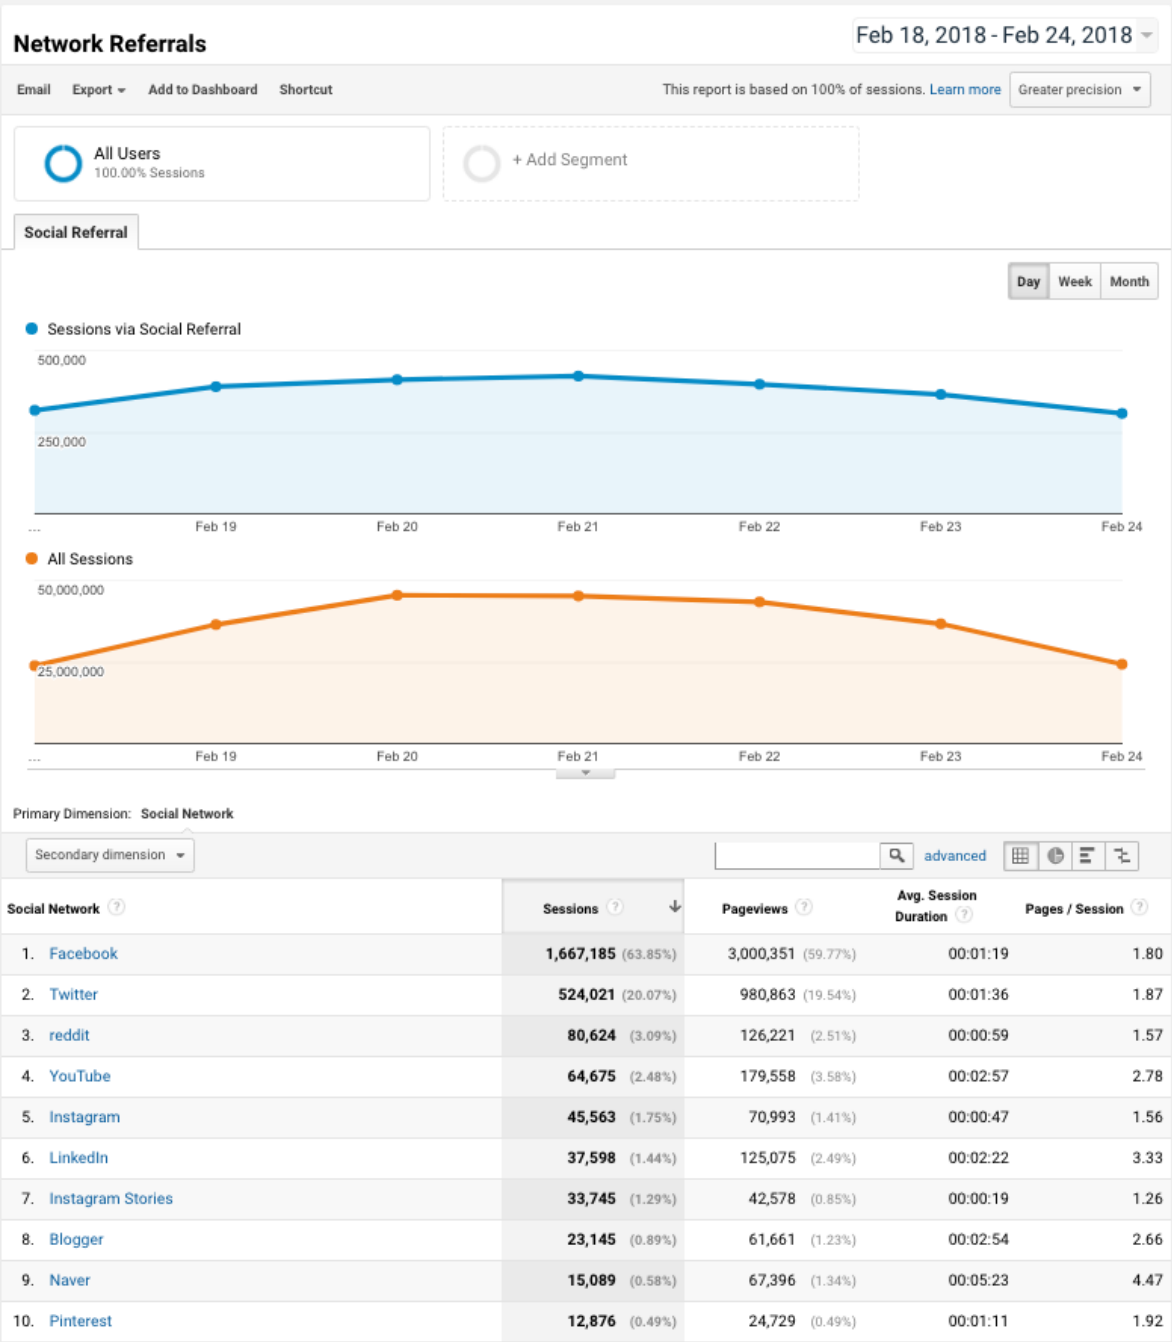 Network Referrals
Feb 18, 2018 - Feb 24, 2018
Email Export Add to Dashboard Shortcut
This report is based on 100% of sessions. Learn more Greater precision
All Users
100.00% Sessions
+ Add Segment
Social Referral
Day Week Month
Sessions via Social Referral
500,000
250,000
... Feb 19 Feb 20 Feb 21 Feb 22 Feb 23 Feb 24
All Sessions
50,000,000
25,000,000
... Feb 19 Feb 20 Feb 21 Feb 22 Feb 23 Feb 24
Primary Dimension: Social Network
Secondary dimension advanced
Social Network ? Sessions ? Pageviews ? Avg. Session Duration ? Pages / Session ?
1. Facebook 1,667,185 (63.85%) 3,000,351 (59.77%) 00:01:19 1.80
2. Twitter 524,021 (20.07%) 980,863 (19.54%) 00:01:36 1.87
3. reddit 80,624 (3.09%) 126,221 (2.51%) 00:00:59 1.57
4. YouTube 64,675 (2.48%) 179,558 (3.58%) 00:02:57 2.78
5. Instagram 45,563 (1.75%) 70,993 (1.41%) 00:00:47 1.56
6. LinkedIn 37,598 (1.44%) 125,075 (2.49%) 00:02:22 3.33
7. Instagram Stories 33,745 (1.29%) 42,578 (0.85%) 00:00:19 1.26
8. Blogger 23,145 (0.89%) 61,661 (1.23%) 00:02:54 2.66
9. Naver 15,089 (0.58%) 67,396 (1.34%) 00:05:23 4.47
10. Pinterest 12,876 (0.49%) 24,729 (0.49%) 00:01:11 1.92